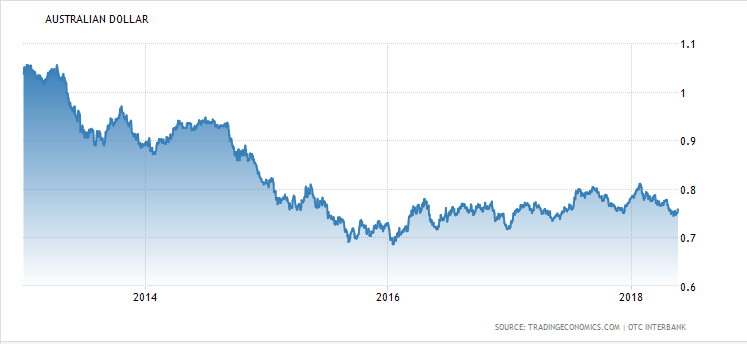 AUSTRALIAN DOLLAR
1.1
1
0.9
0.8
0.7
0.6
2014 2016 2018
SOURCE: TRADINGECONOMICS.COM | OTC INTERBANK